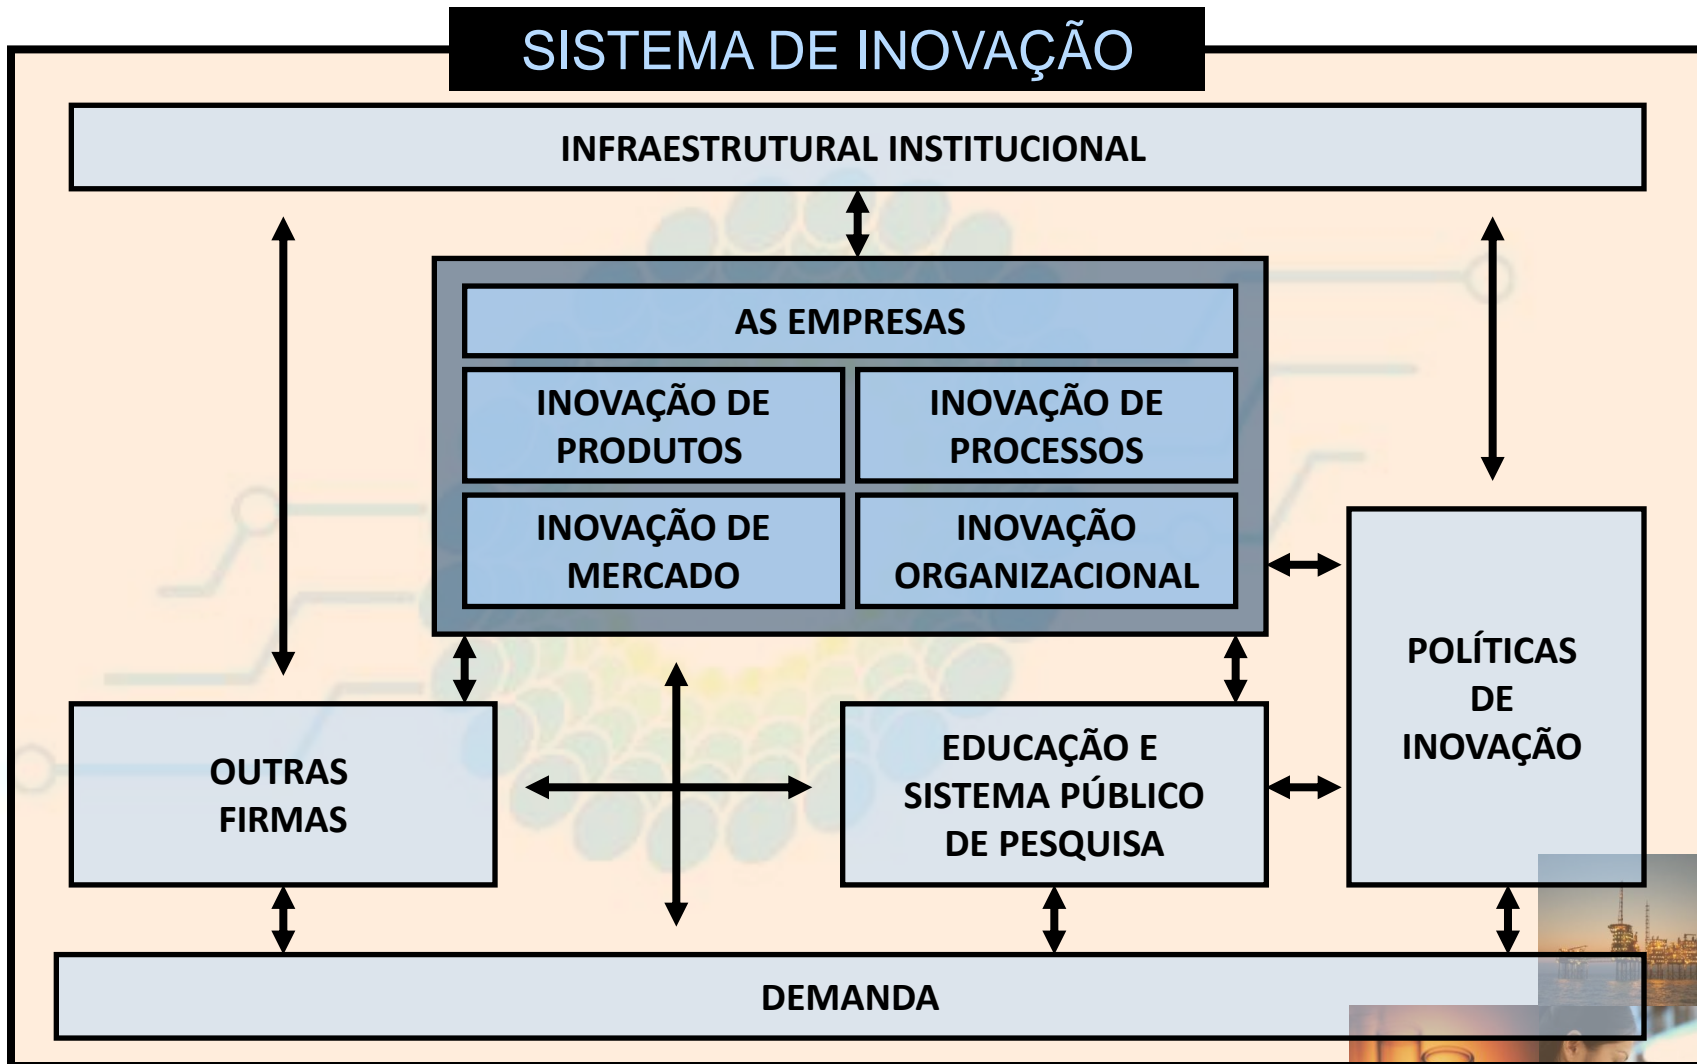 SISTEMA DE INOVAÇÃO
INFRAESTRUTURAL INSTITUCIONAL
AS EMPRESAS
INOVAÇÃO DE
PRODUTOS
INOVAÇÃO DE
PROCESSOS
INOVAÇÃO DE
MERCADO
INOVAÇÃO
ORGANIZACIONAL
OUTRAS
FIRMAS
EDUCAÇÃO E
SISTEMA PÚBLICO
DE PESQUISA
POLÍTICAS
DE
INOVAÇÃO
DEMANDA